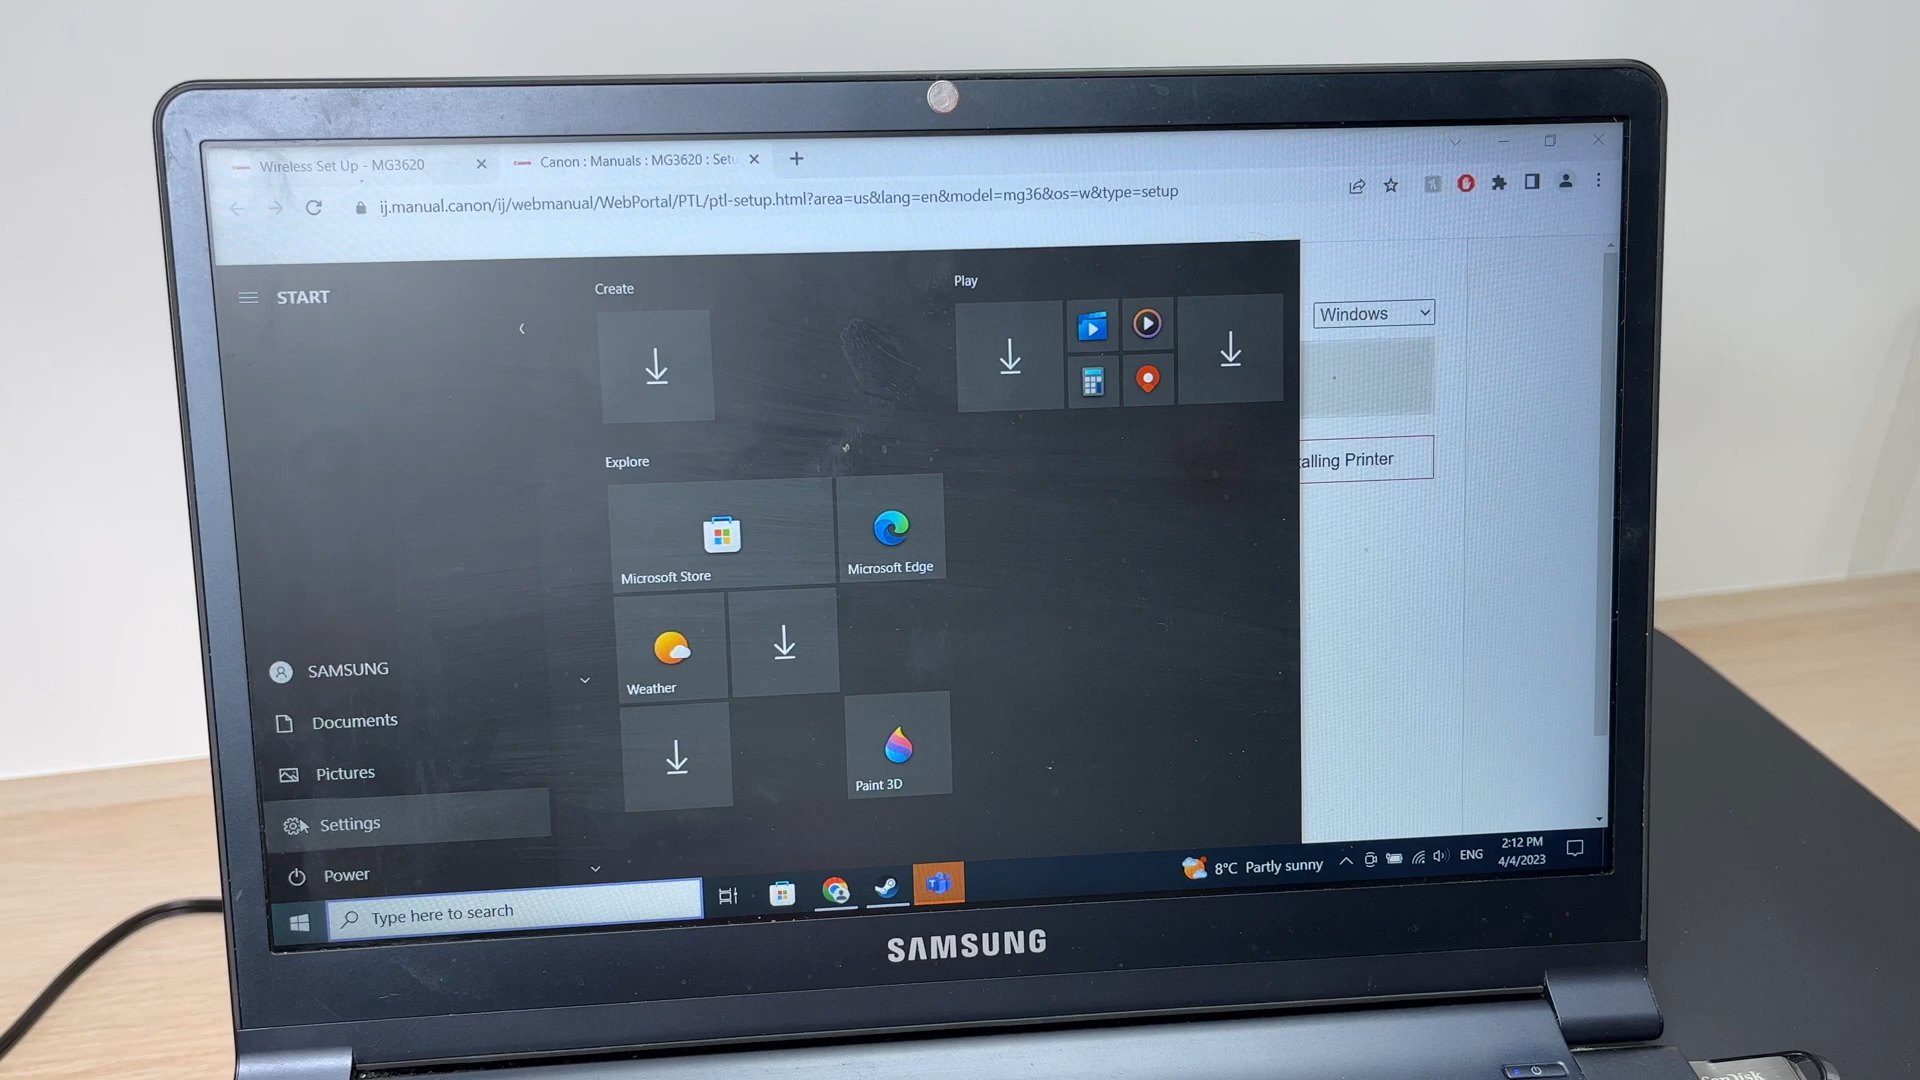 Wireless Set Up - MG3620
Canon : Manuals : MG3620 : Setu
ij.manual.canon/ij/webmanual/WebPortal/PTL/ptl-setup.html?area=us&lang=en&model=mg36&os=w&type=setup
START
Create
Play
Windows
talling Printer
Explore
Microsoft Store
Microsoft Edge
Weather
SAMSUNG
Documents
Pictures
Paint 3D
Settings
Power
Type here to search
8°C Partly sunny
ENG
2:12 PM
4/4/2023
SAMSUNG
SanDisk